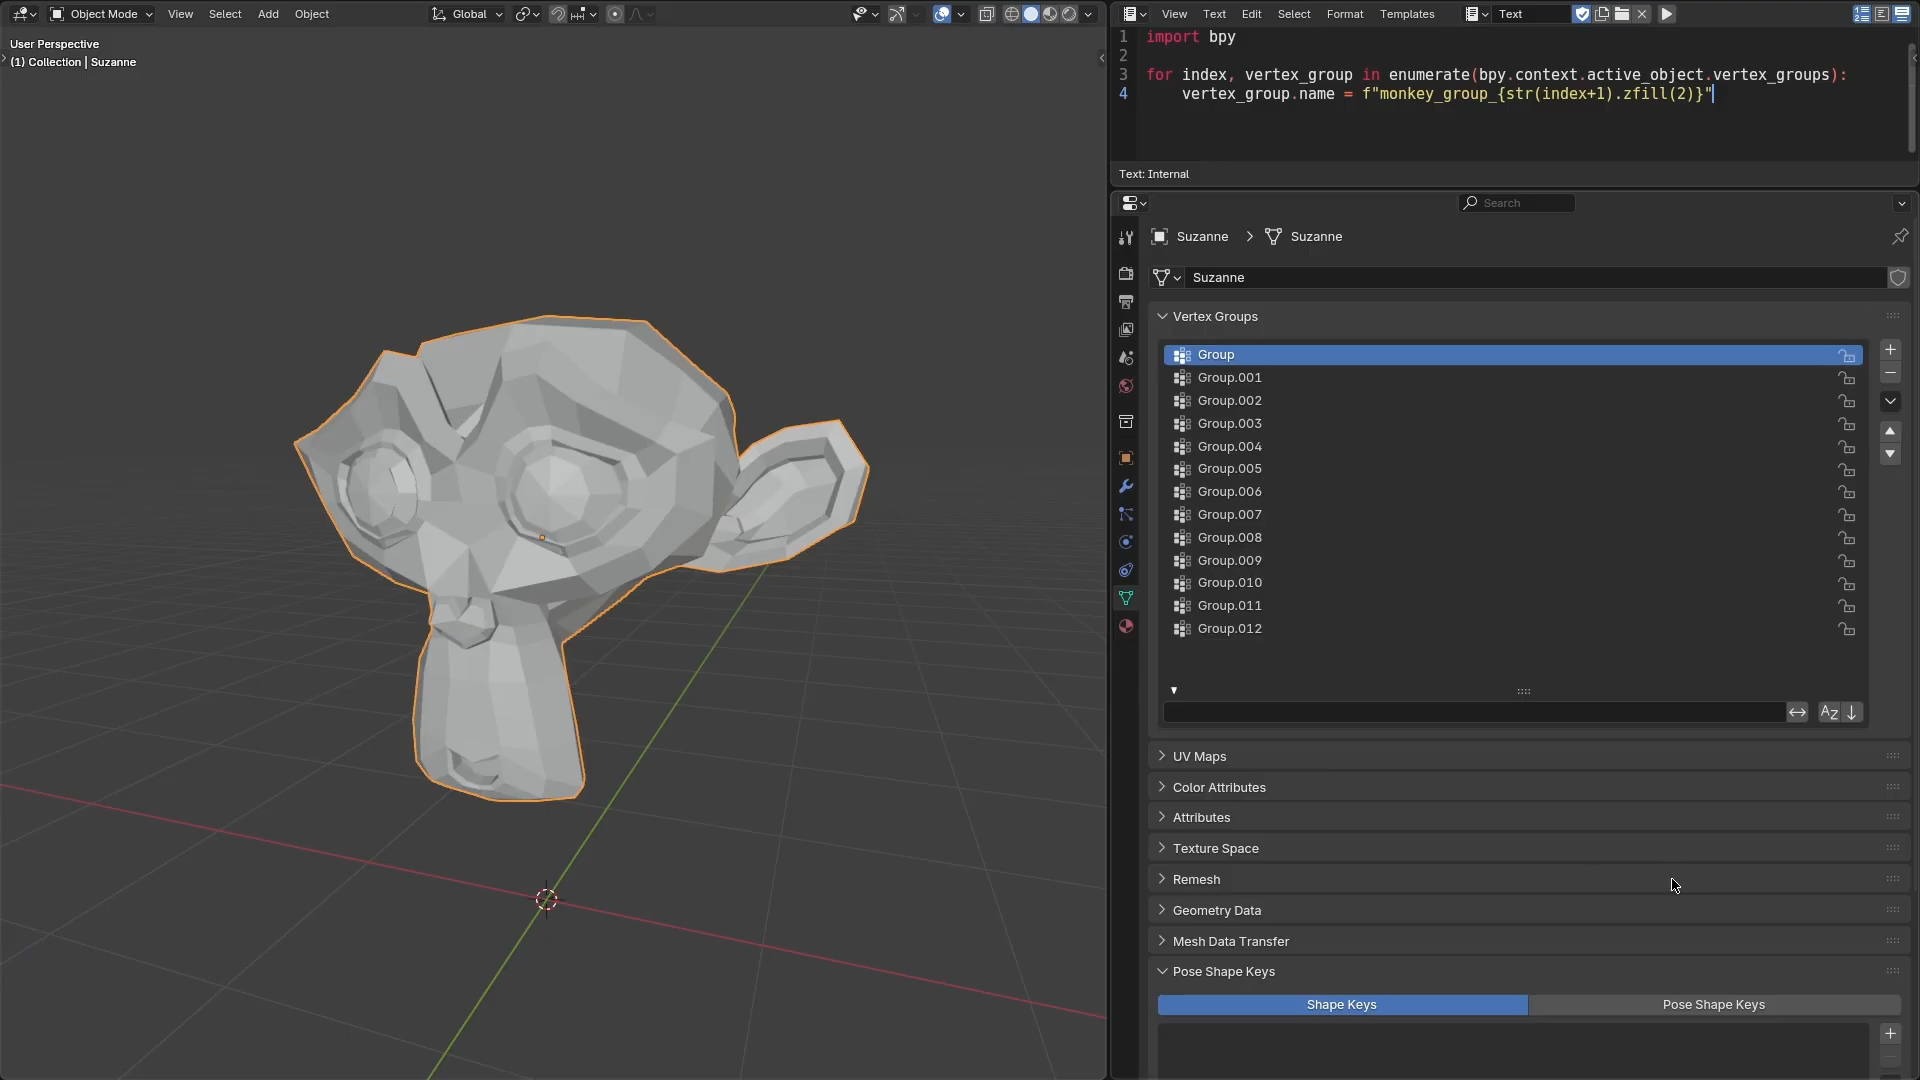 Object Mode View Select Add Object Global
User Perspective
(1) Collection | Suzanne
View Text Edit Select Format Templates Text
1 import bpy
2
3 for index, vertex_group in enumerate(bpy.context.active_object.vertex_groups):
4 vertex_group.name = f"monkey_group_{str(index+1).zfill(2)}"
Text: Internal
Search
Suzanne > Suzanne
Suzanne
Vertex Groups
Group
Group.001
Group.002
Group.003
Group.004
Group.005
Group.006
Group.007
Group.008
Group.009
Group.010
Group.011
Group.012
AZ
UV Maps
Color Attributes
Attributes
Texture Space
Remesh
Geometry Data
Mesh Data Transfer
Pose Shape Keys
Shape Keys Pose Shape Keys